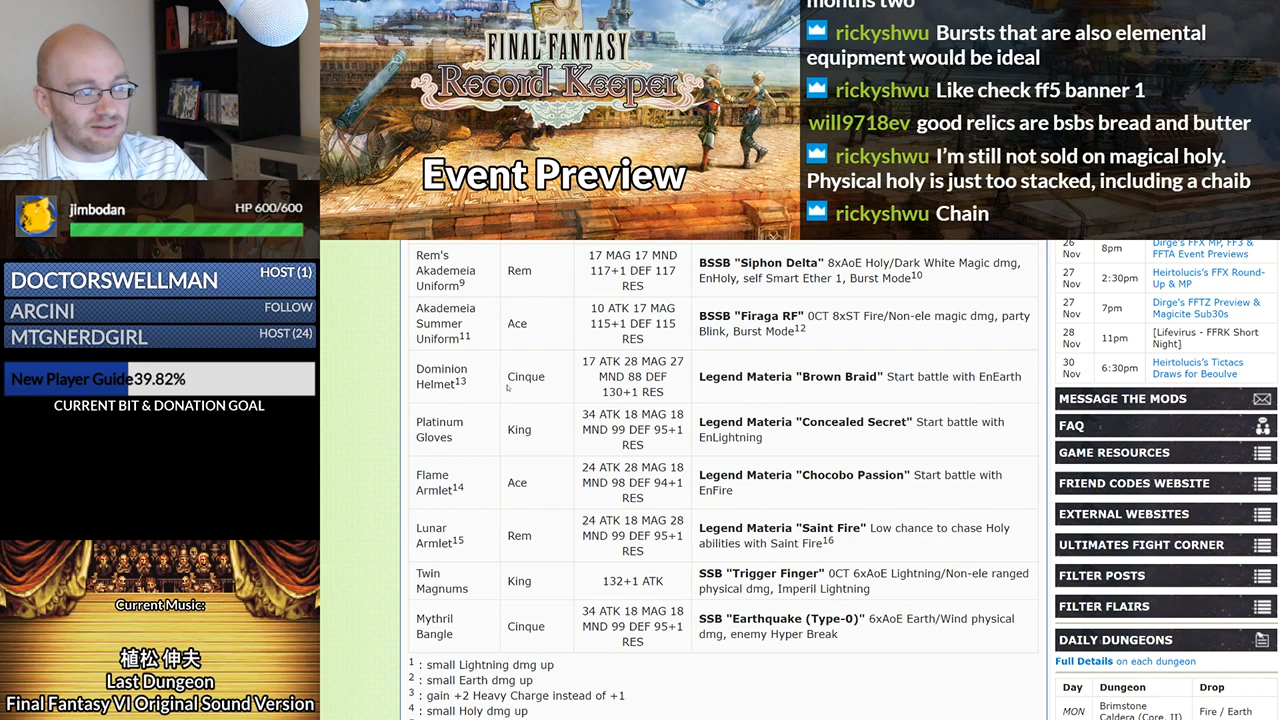 jimbodan
HP 600/600
DOCTORSWELLMAN HOST (1)
ARCINI FOLLOW
MTGNERDGIRL HOST (24)
New Player Guide39.82%
CURRENT BIT & DONATION GOAL
Current Music:
植松 伸夫
Last Dungeon
Final Fantasy VI Original Sound Version
FINAL FANTASY
Record Keeper
Event Preview
months two
rickyshwu Bursts that are also elemental
equipment would be ideal
rickyshwu Like check ff5 banner 1
will9718ev good relics are bsbs bread and butter
rickyshwu I'm still not sold on magical holy.
Physical holy is just too stacked, including a chaib
rickyshwu Chain
Rem's
Akademeia
Uniform9
Rem
17 MAG 17 MND
117+1 DEF 117
RES
BSSB "Siphon Delta" 8xAoE Holy/Dark White Magic dmg,
EnHoly, self Smart Ether 1, Burst Mode10
Akademeia
Summer
Uniform11
Ace
10 ATK 17 MAG
115+1 DEF 115
RES
BSSB "Firaga RF" 0CT 8xST Fire/Non-ele magic dmg, party
Blink, Burst Mode12
Dominion
Helmet13
Cinque
17 ATK 28 MAG 27
MND 88 DEF
130+1 RES
Legend Materia "Brown Braid" Start battle with EnEarth
Platinum
Gloves
King
34 ATK 18 MAG 18
MND 99 DEF 95+1
RES
Legend Materia "Concealed Secret" Start battle with
EnLightning
Flame
Armlet14
Ace
24 ATK 28 MAG 18
MND 98 DEF 94+1
RES
Legend Materia "Chocobo Passion" Start battle with
EnFire
Lunar
Armlet15
Rem
24 ATK 18 MAG 28
MND 99 DEF 95+1
RES
Legend Materia "Saint Fire" Low chance to chase Holy
abilities with Saint Fire16
Twin
Magnums
King
132+1 ATK
SSB "Trigger Finger" 0CT 6xAoE Lightning/Non-ele ranged
physical dmg, Imperil Lightning
Mythril
Bangle
Cinque
34 ATK 18 MAG 18
MND 99 DEF 95+1
RES
SSB "Earthquake (Type-0)" 6xAoE Earth/Wind physical
dmg, enemy Hyper Break
1 : small Lightning dmg up
2 : small Earth dmg up
3 : gain +2 Heavy Charge instead of +1
4 : small Holy dmg up
26
Nov
8pm
Dirge's FFX MP, FF3 &
FFTA Event Previews
27
Nov
2:30pm
Heirtolucis's FFX Round-
Up & MP
27
Nov
7pm
Dirge's FFTZ Preview &
Magicite Sub30s
28
Nov
11pm
[Lifevirus - FFRK Short
Night]
30
Nov
6:30pm
Heirtolucis's Tictacs
Draws for Beoulve
MESSAGE THE MODS
FAQ
GAME RESOURCES
FRIEND CODES WEBSITE
EXTERNAL WEBSITES
ULTIMATES FIGHT CORNER
FILTER POSTS
FILTER FLAIRS
DAILY DUNGEONS
Full Details on each dungeon
Day Dungeon Drop
MON
Brimstone
Caldera (Core, II)
Fire / Earth